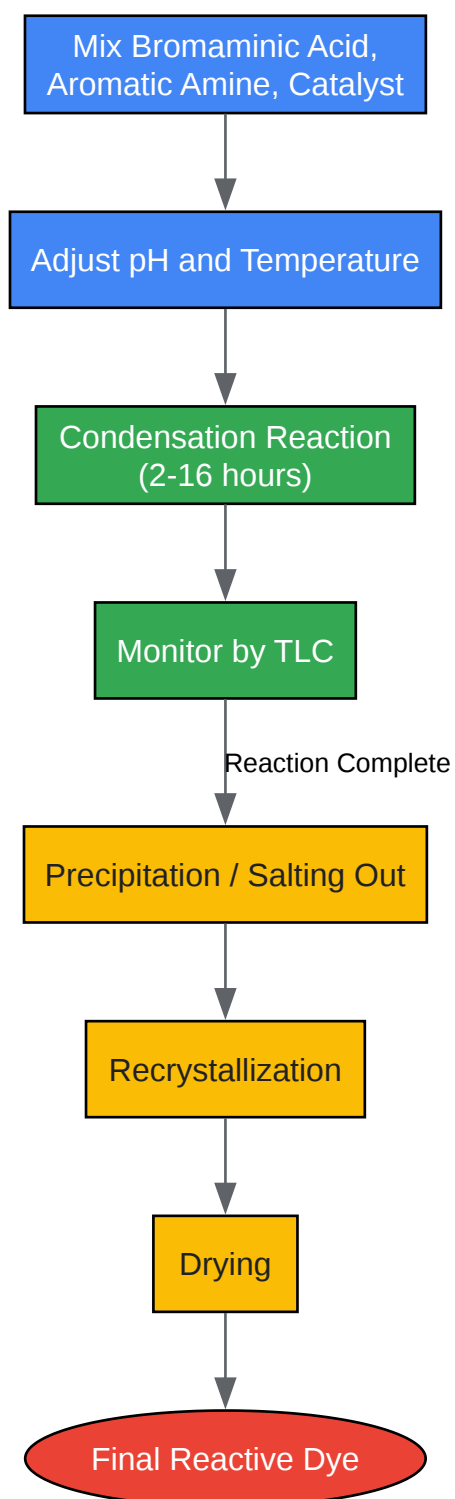 Mix Bromaminic Acid,
Aromatic Amine, Catalyst
Adjust pH and Temperature
Condensation Reaction
(2-16 hours)
Monitor by TLC
Reaction Complete
Precipitation / Salting Out
Recrystallization
Drying
Final Reactive Dye